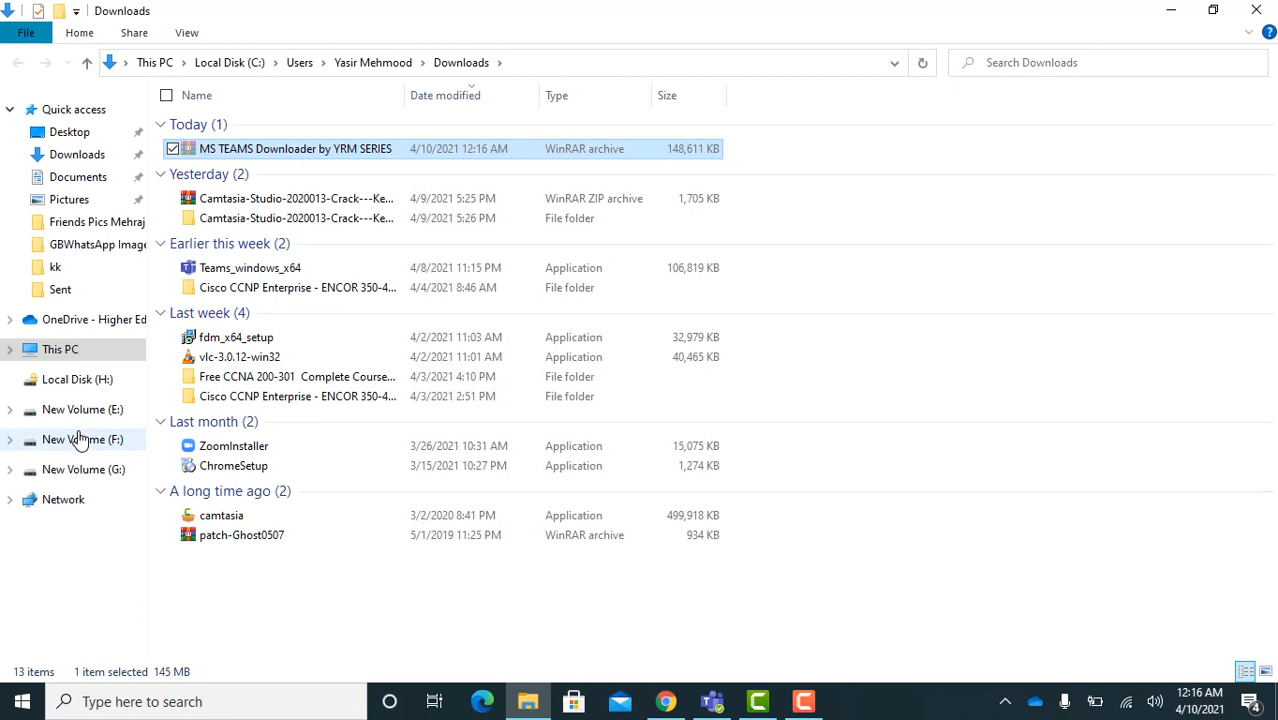 Downloads
File Home Share View
This PC Local Disk (C:) Users Yasir Mehmood Downloads
Search Downloads
Name Date modified Type Size
Quick access
Desktop
Downloads
Documents
Pictures
Friends Pics Mehraj
GBWhatsApp Image
kk
Sent
OneDrive - Higher Ed
This PC
Local Disk (H:)
New Volume (E:)
New Volume (F:)
New Volume (G:)
Network
Today (1)
MS TEAMS Downloader by YRM SERIES 4/10/2021 12:16 AM WinRAR archive 148,611 KB
Yesterday (2)
Camtasia-Studio-2020013-Crack---Ke... 4/9/2021 5:25 PM WinRAR ZIP archive 1,705 KB
Camtasia-Studio-2020013-Crack---Ke... 4/9/2021 5:26 PM File folder
Earlier this week (2)
Teams_windows_x64 4/8/2021 11:15 PM Application 106,819 KB
Cisco CCNP Enterprise - ENCOR 350-4... 4/4/2021 8:46 AM File folder
Last week (4)
fdm_x64_setup 4/2/2021 11:03 AM Application 32,979 KB
vlc-3.0.12-win32 4/2/2021 11:01 AM Application 40,465 KB
Free CCNA 200-301 Complete Course... 4/3/2021 4:10 PM File folder
Cisco CCNP Enterprise - ENCOR 350-4... 4/3/2021 2:51 PM File folder
Last month (2)
ZoomInstaller 3/26/2021 10:31 AM Application 15,075 KB
ChromeSetup 3/15/2021 10:27 PM Application 1,274 KB
A long time ago (2)
camtasia 3/2/2020 8:41 PM Application 499,918 KB
patch-Ghost0507 5/1/2019 11:25 PM WinRAR archive 934 KB
13 items 1 item selected 145 MB
Type here to search
12:16 AM
4/10/2021
4